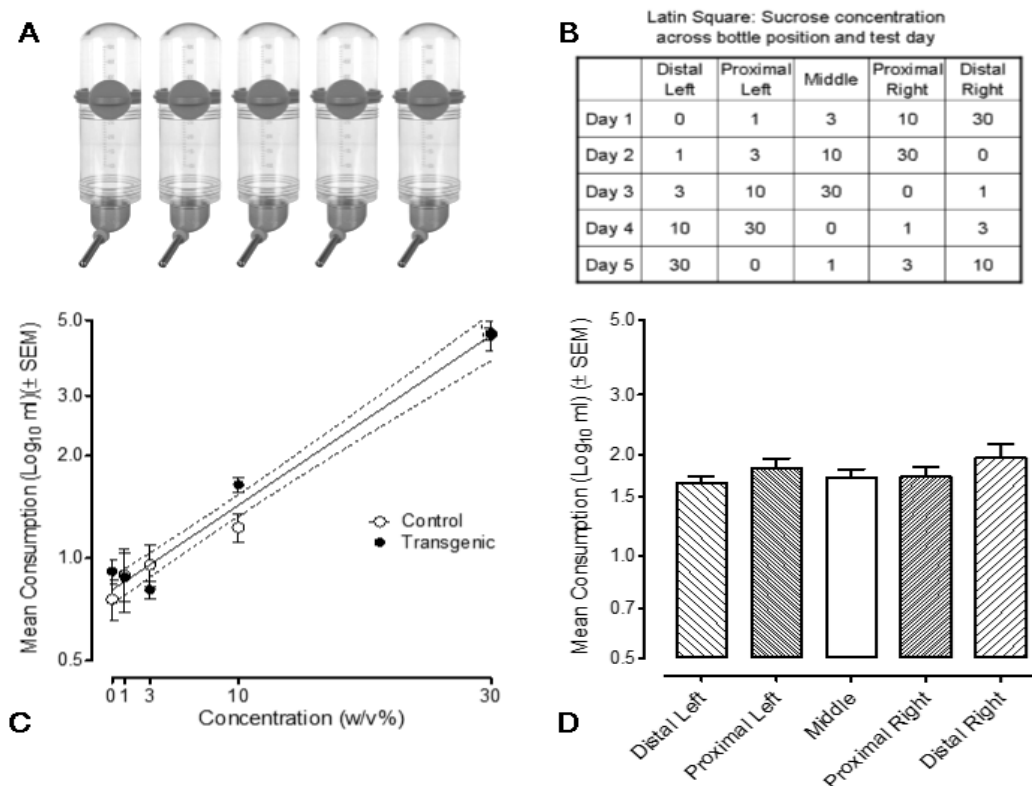 A
B
Latin Square: Sucrose concentration
across bottle position and test day
Distal Left Proximal Left Middle Proximal Right Distal Right
Day 1 0 1 3 10 30
Day 2 1 3 10 30 0
Day 3 3 10 30 0 1
Day 4 10 30 0 1 3
Day 5 30 0 1 3 10
Mean Consumption (Log10 ml)(± SEM)
5.0
3.0
2.0
1.0
0.5
Control
Transgenic
0 1 3 10 30
Concentration (w/v%)
C
Mean Consumption (Log10 ml) (± SEM)
5.0
3.0
2.0
1.5
1.0
0.7
0.5
Distal Left
Proximal Left
Middle
Proximal Right
Distal Right
D